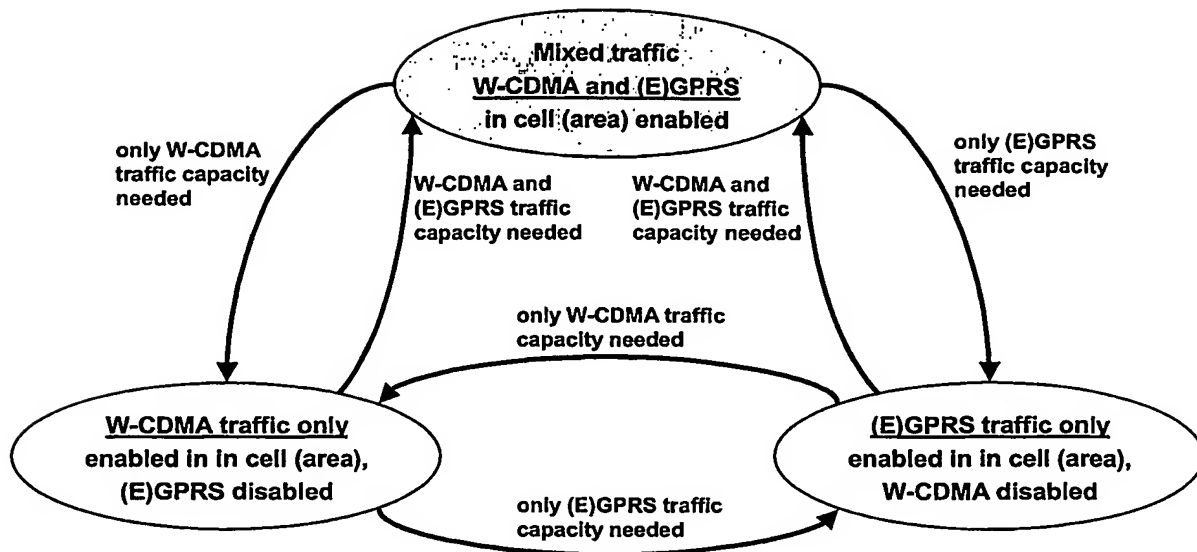 Mixed traffic
W-CDMA and (E)GPRS
in cell (area) enabled
only W-CDMA
traffic capacity
needed
W-CDMA and
(E)GPRS traffic
capacity needed
W-CDMA and
(E)GPRS traffic
capacity needed
only (E)GPRS
traffic capacity
needed
only W-CDMA traffic
capacity needed
W-CDMA traffic only
enabled in in cell (area),
(E)GPRS disabled
(E)GPRS traffic only
enabled in in cell (area),
W-CDMA disabled
only (E)GPRS traffic
capacity needed